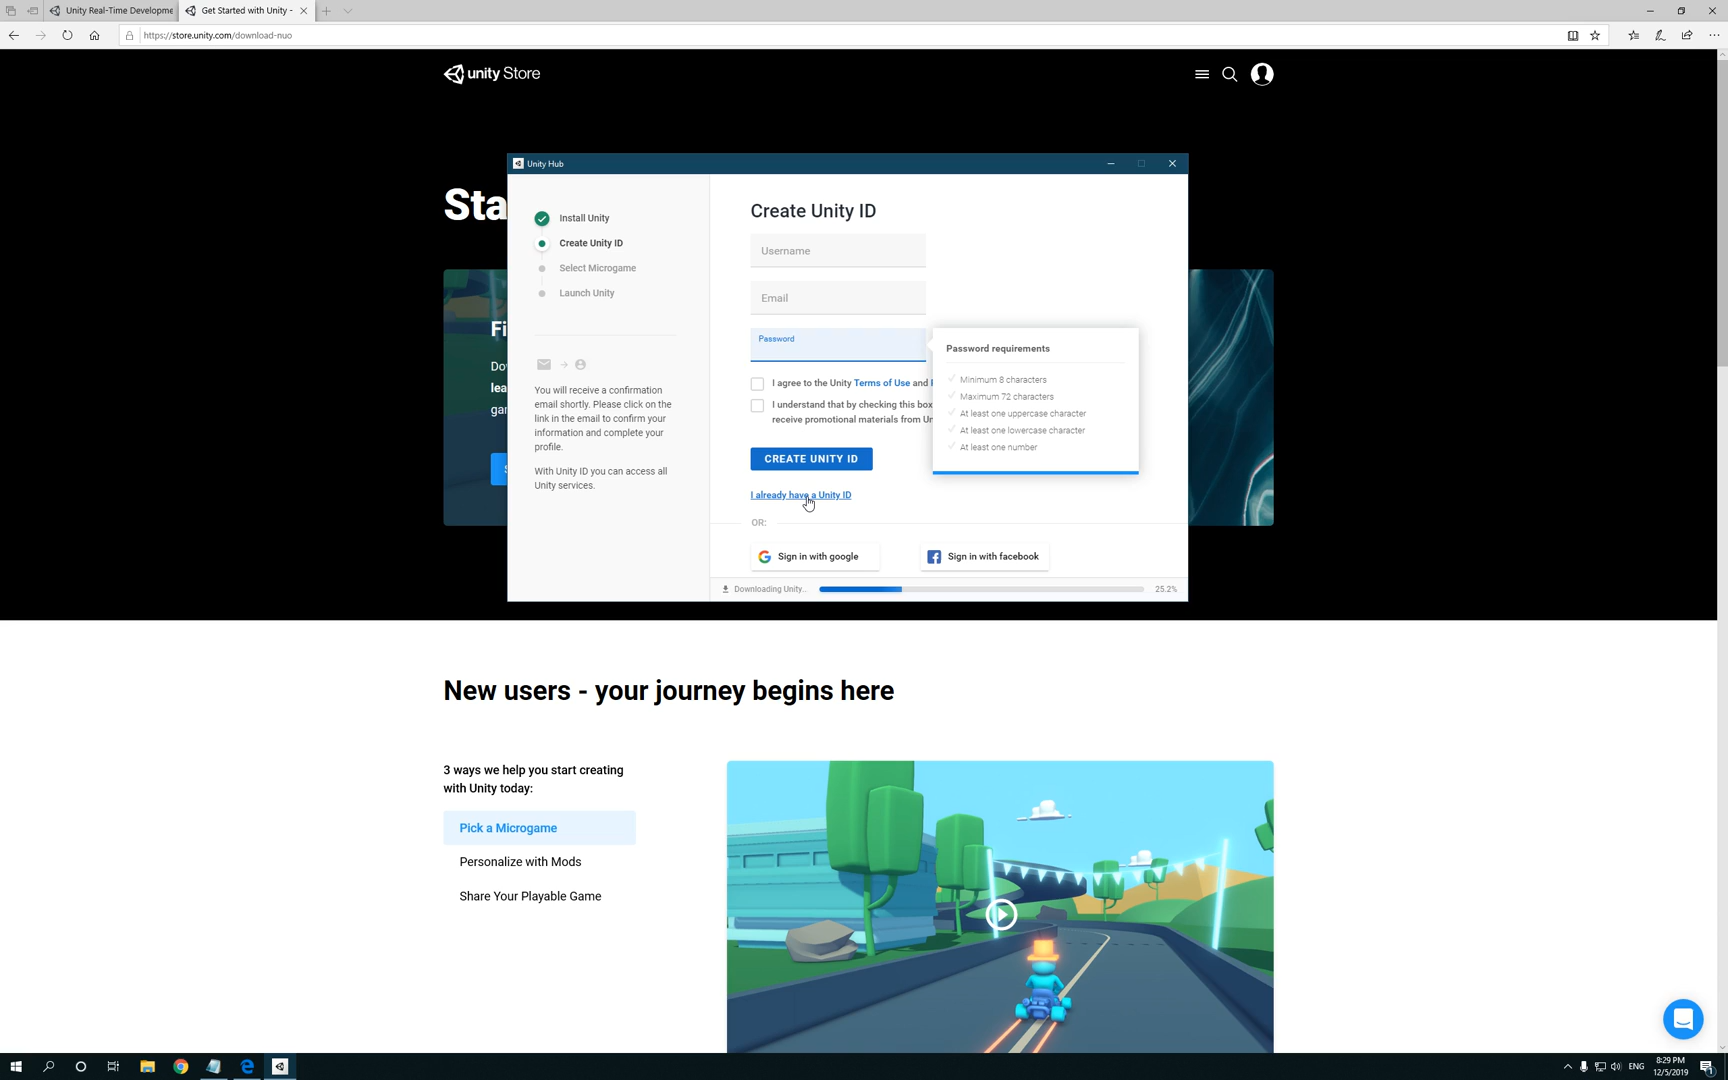 Unity Real-Time Developme
Get Started with Unity -
https://store.unity.com/download-nuo
unity Store
Sta
Unity Hub
Install Unity
Create Unity ID
Select Microgame
Launch Unity
You will receive a confirmation
email shortly. Please click on the
link in the email to confirm your
information and complete your
profile.
With Unity ID you can access all
Unity services.
Create Unity ID
Username
Email
Password
I agree to the Unity Terms of Use and
I understand that by checking this box
receive promotional materials from Un
CREATE UNITY ID
I already have a Unity ID
OR:
Sign in with google
Sign in with facebook
Password requirements
Minimum 8 characters
Maximum 72 characters
At least one uppercase character
At least one lowercase character
At least one number
Downloading Unity..
25.2%
Fi
Do
lea
gar
New users - your journey begins here
3 ways we help you start creating
with Unity today:
Pick a Microgame
Personalize with Mods
Share Your Playable Game
ENG
8:29 PM
12/5/2019
1